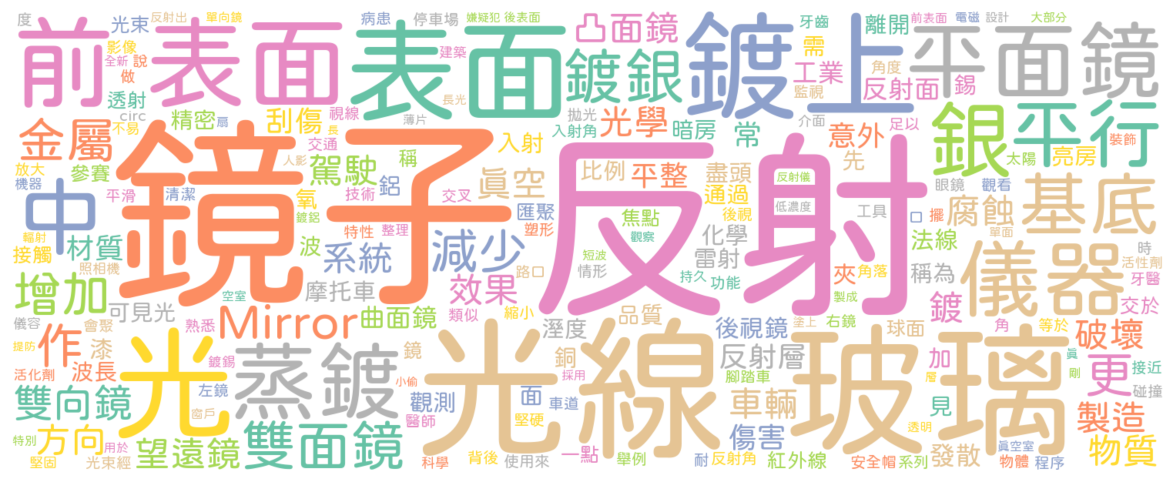 鏡子
反射
光線
玻璃
前表面
表面
鍍上
平面鏡
中
光
蒸鍍
銀
平行
基底
儀器
雙面鏡
鍍銀
金屬
增加
作
Mirror
減少
系統
效果
更
雙向鏡
望遠鏡
方向
波長
漆
材質
接觸
駕駛
真空
光學
凸面鏡
工業
反射面
離開
需
錫
意外
常
暗房
平整
比例
盡頭
通過
焦點
化學
雷射
腐蝕
法線
稱為
鍍
破壞
製造
物質
發散
見
加
車輛
傷害
紅外線
反射層
後視鏡
球面
品質
溼度
銅
曲面鏡
摩托車
可見光
觀測
醫師
面
車道
堅硬
一點
舉例
使用來
背後
科學
用於
光束經
堅固
特別
窗戶
左鏡
鍍錫
熟悉
會聚
儀容
提防
活化劑
小偷
採用
鏡
類似
縮小
路口
空室
照相機
輻射
機器
放大
參賽
平滑
清潔
不易
circ
精密
刮傷
透射
影像
全新
說
做
度
光束
反射出
單向鏡
病患
停車場
嫌疑犯
後表面
建築
長光
薄片
視線
扇
長
交通
人影
技術
稱
鋁
氧
鍍鋁
波
特性
整理
交叉
匯聚
塑形
入射
入射角
拋光
介面
監視
角度
牙齒
前表面
電磁
設計
大部分
足以
先
太陽
亮房
裝飾
眼鏡
觀看
單面
反射儀
低濃度
工具
口
擺
後視
觀察
短波
情形
持久
功能
夾
角落
製成
塗上
右鏡
時
活性劑
牙醫
交於
角
等於
接近
碰撞
層
剛
透明
腳踏車
耐
反射角
安全帽
系列
真空室
物體
程序